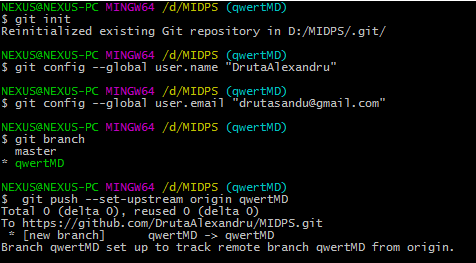 NEXUS@NEXUS-PC MINGW64 /d/MIDPS (qwertMD)
$ git init
Reinitialized existing Git repository in D:/MIDPS/.git/
NEXUS@NEXUS-PC MINGW64 /d/MIDPS (qwertMD)
$ git config --global user.name "DrutaAlexandru"
NEXUS@NEXUS-PC MINGW64 /d/MIDPS (qwertMD)
$ git config --global user.email "drutasandu@gmail.com"
NEXUS@NEXUS-PC MINGW64 /d/MIDPS (qwertMD)
$ git branch
master
* qwertMD
NEXUS@NEXUS-PC MINGW64 /d/MIDPS (qwertMD)
$ git push --set-upstream origin qwertMD
Total 0 (delta 0), reused 0 (delta 0)
To https://github.com/DrutaAlexandru/MIDPS.git
* [new branch] qwertMD -> qwertMD
Branch qwertMD set up to track remote branch qwertMD from origin.